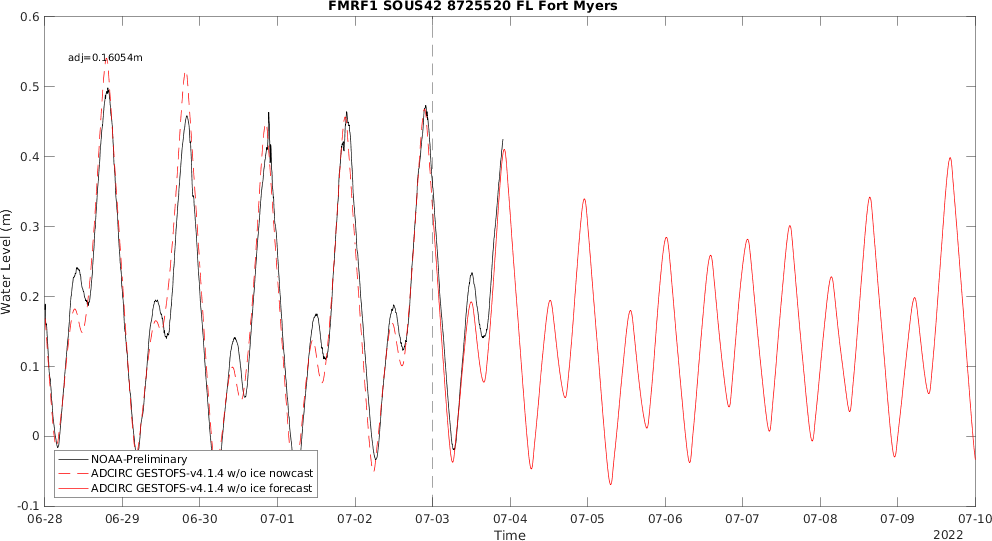 FMRF1 SOUS42 8725520 FL Fort Myers
0.6
adj=0.16054m
0.5
0.4
0.3
0.2
0.1
0
-0.1
Water Level (m)
NOAA-Preliminary
ADCIRC GESTOFS-v4.1.4 w/o ice nowcast
ADCIRC GESTOFS-v4.1.4 w/o ice forecast
06-28 06-29 06-30 07-01 07-02 07-03 07-04 07-05 07-06 07-07 07-08 07-09 07-10
Time
2022